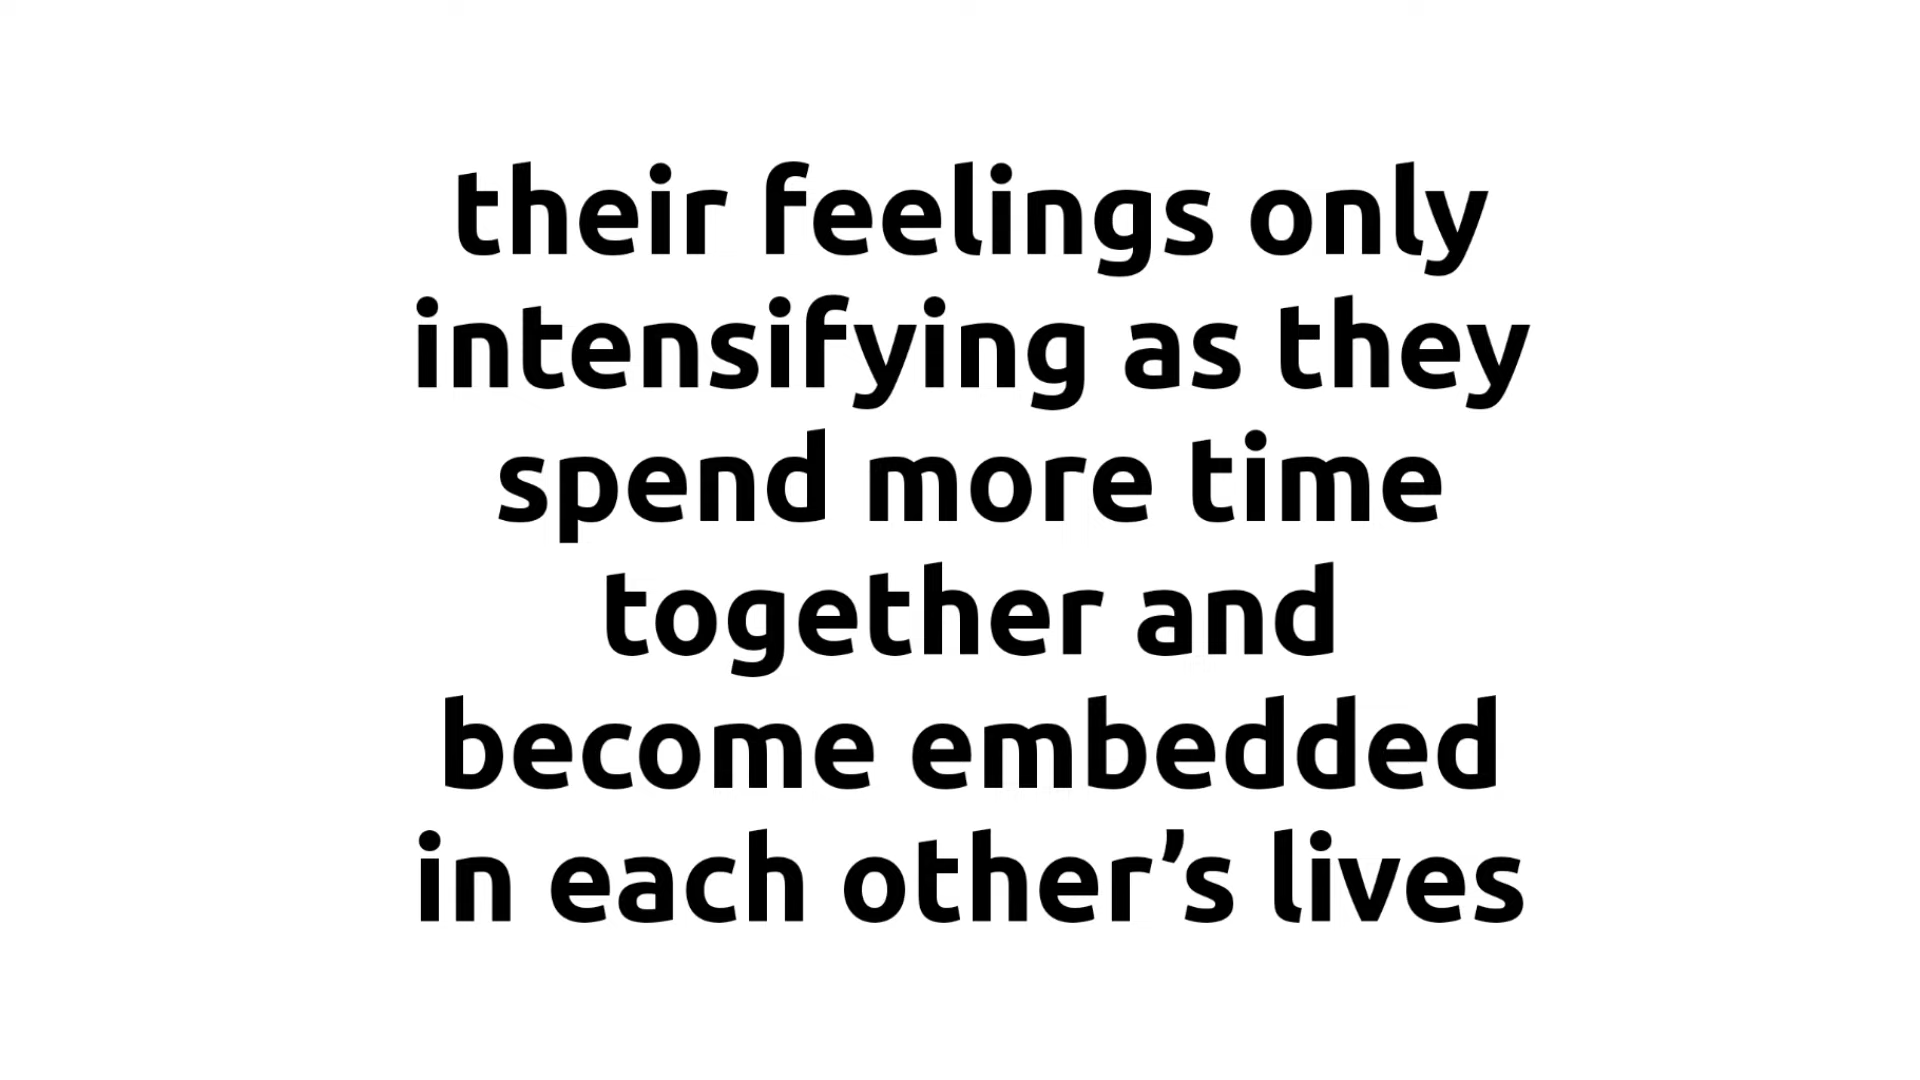 their feelings only
intensifying as they
spend more time
together and
become embedded
in each other’s lives